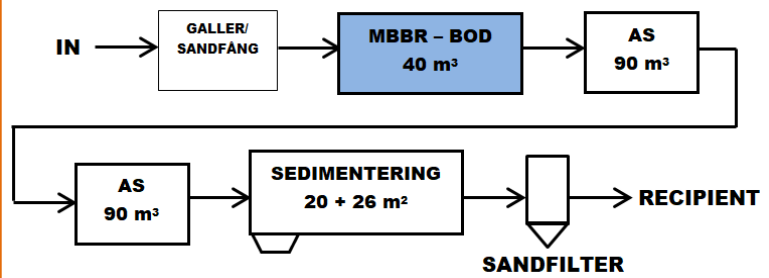 IN
GALLER/
SANDFÅNG
MBBR – BOD
40 m³
AS
90 m³
AS
90 m³
SEDIMENTERING
20 + 26 m²
RECIPIENT
SANDFILTER